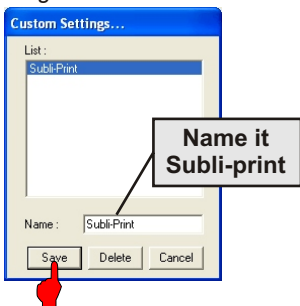 Custom Settings...
List :
Subli-Print
Name it
Subli-print
Name :
Subli-Print
Save
Delete
Cancel